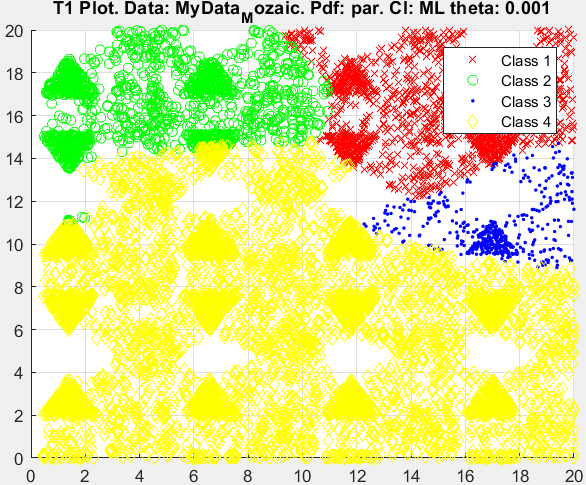 T1 Plot. Data: MyData_Mozaic. Pdf: par. Cl: ML theta: 0.001
20
18
16
14
12
10
8
6
4
2
0
Class 1
Class 2
Class 3
Class 4
0 2 4 6 8 10 12 14 16 18 20